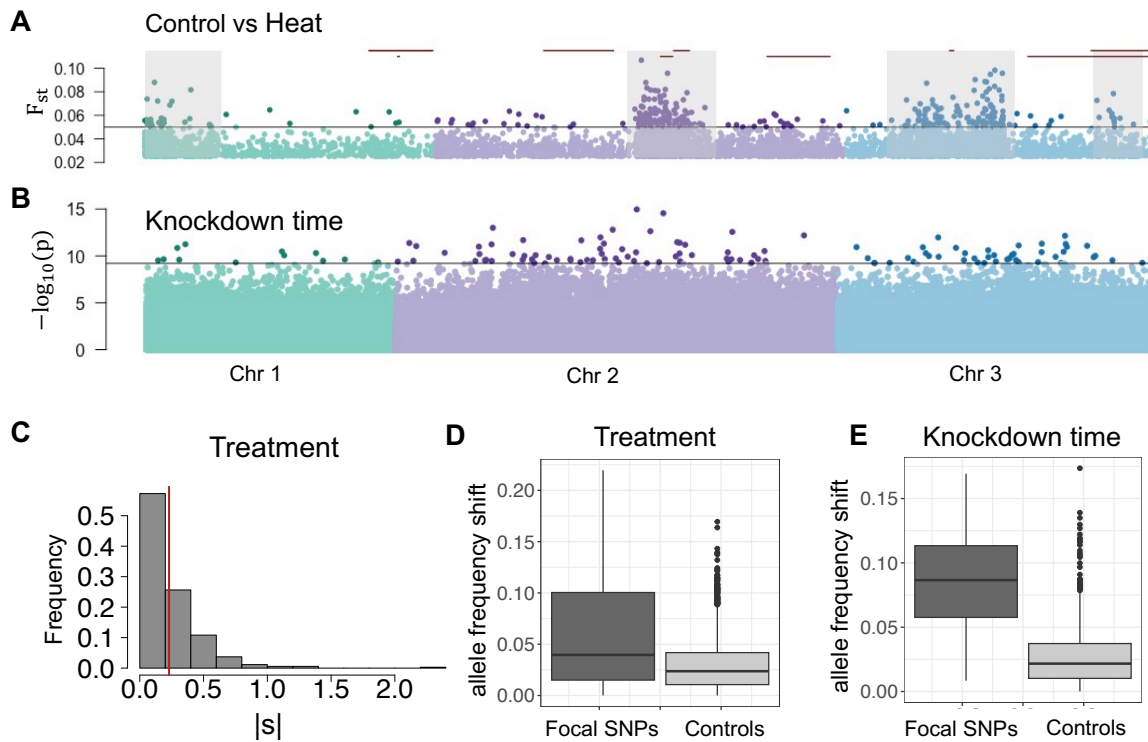 A
Control vs Heat
F st
0.10
0.08
0.06
0.04
0.02
B
Knockdown time
−log10(p)
15
10
5
0
Chr 1
Chr 2
Chr 3
C
Treatment
Frequency
0.5
0.4
0.3
0.2
0.1
0.0
0.0 0.5 1.0 1.5 2.0
|s|
D
Treatment
allele frequency shift
0.20
0.15
0.10
0.05
0.00
Focal SNPs Controls
E
Knockdown time
allele frequency shift
0.15
0.10
0.05
0.00
Focal SNPs Controls